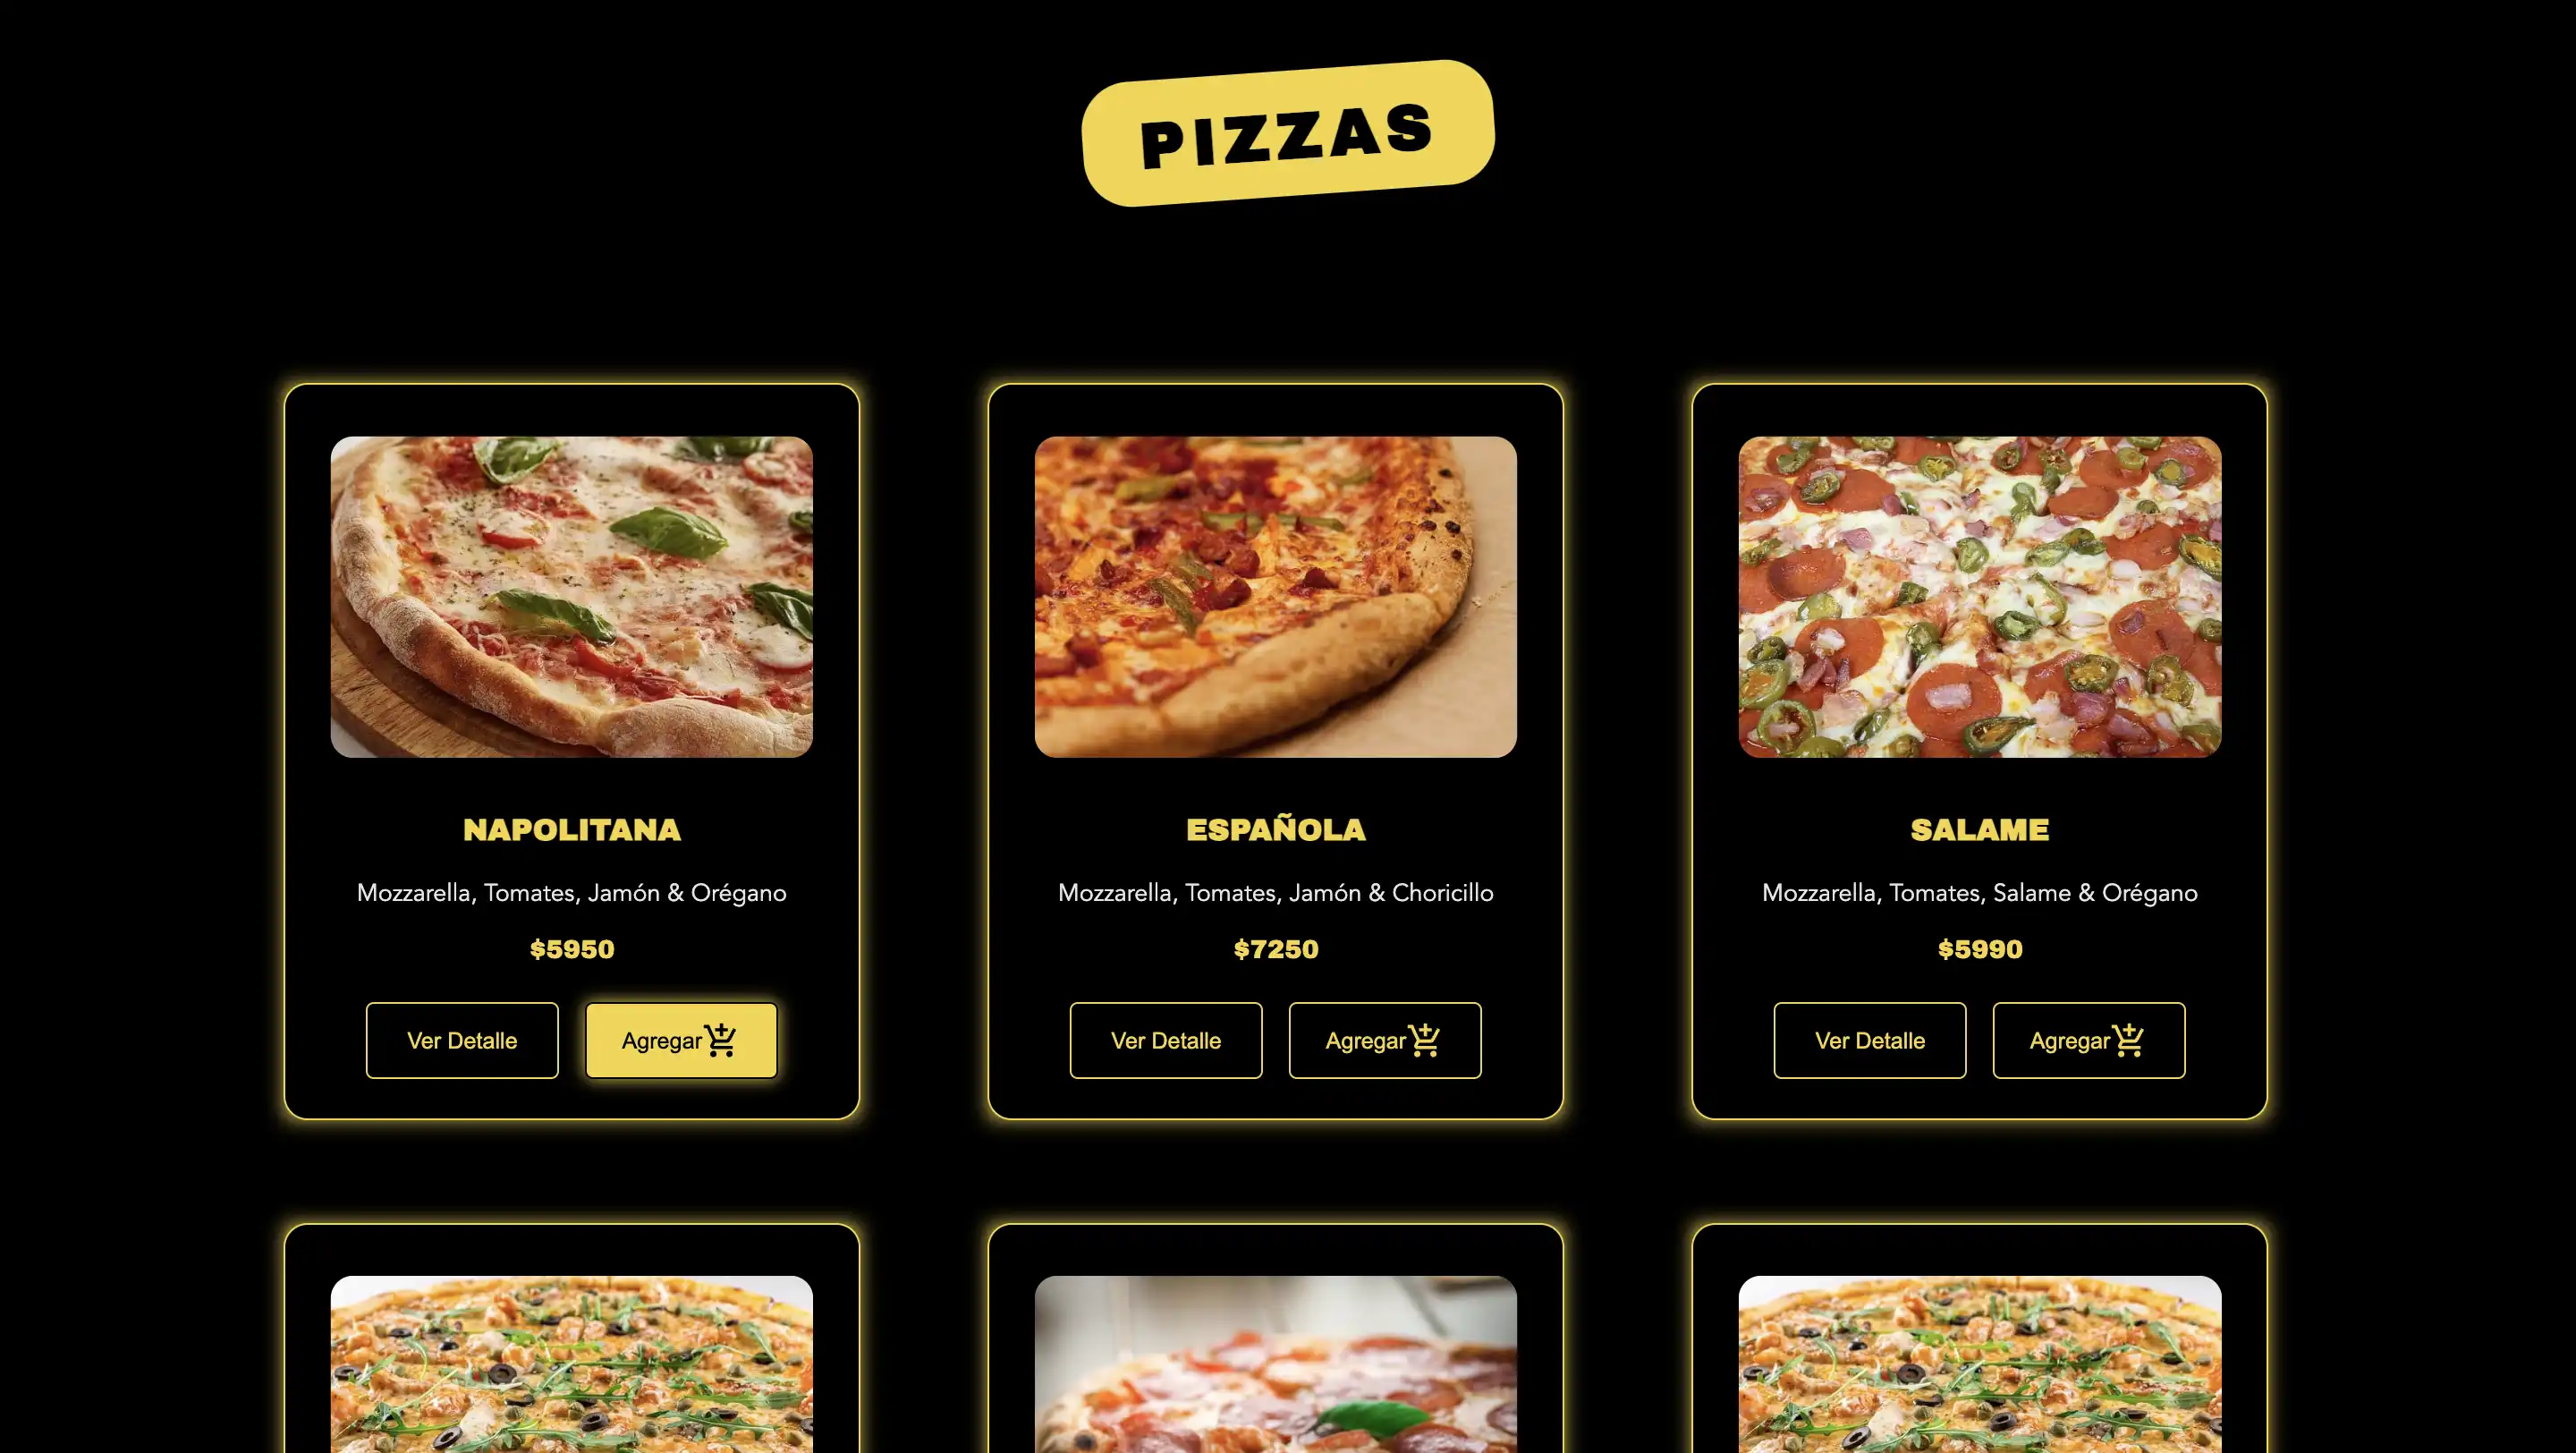 PIZZAS
NAPOLITANA
Mozzarella, Tomates, Jamón & Orégano
$5950
Ver Detalle
Agregar
ESPAÑOLA
Mozzarella, Tomates, Jamón & Choricillo
$7250
Ver Detalle
Agregar
SALAME
Mozzarella, Tomates, Salame & Orégano
$5990
Ver Detalle
Agregar